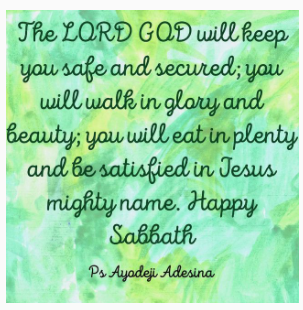 The LORD GOD will keep
you safe and secured; you
will walk in glory and
beauty; you will eat in plenty
and be satisfied in Jesus
mighty name. Happy
Sabbath
Ps Ayodeji Adesina